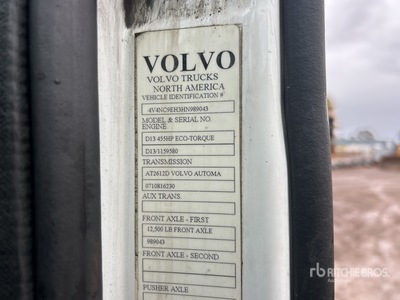 VOLVO
VOLVO TRUCKS
NORTH AMERICA
VEHICLE IDENTIFICATION #
4V4NC9EH3HN989043
MODEL & SERIAL NO.
ENGINE
D13 455HP ECO-TORQUE
D13/1159580
TRANSMISSION
AT2612D VOLVO AUTOMA
0710816230
AUX TRANS.
FRONT AXLE - FIRST
12,500 LB FRONT AXLE
989043
FRONT AXLE - SECOND
PUSHER AXLE
rb RITCHIE BROS.